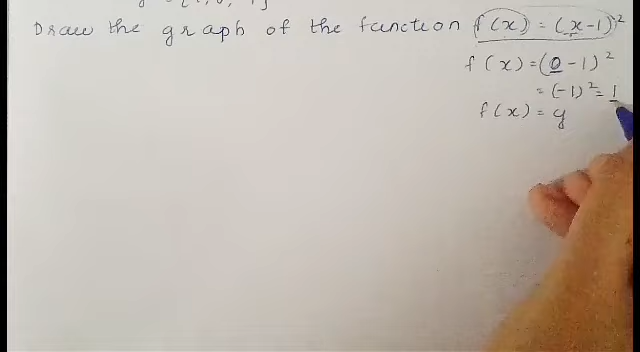 Draw the graph of the function f(x) = (x-1)²
f(x) = (0-1)²
= (-1)² = 1
f(x) = y